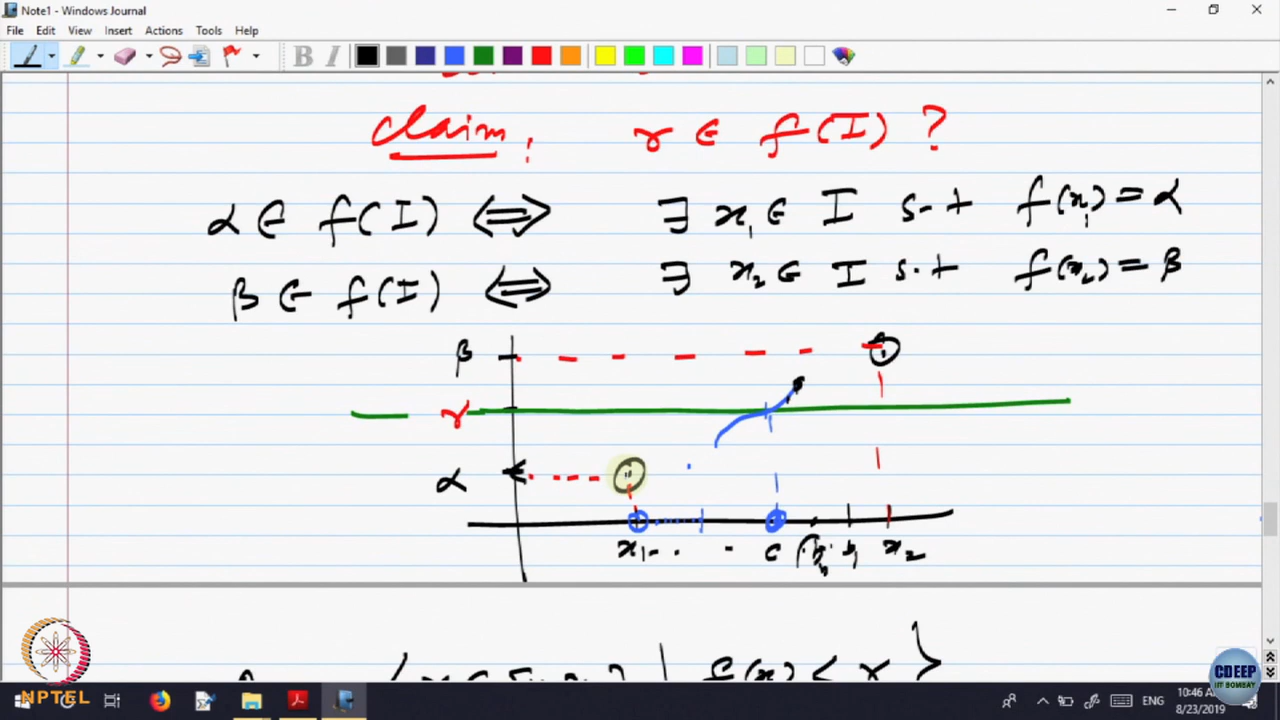 Note1 - Windows Journal
File Edit View Insert Actions Tools Help
B I
Claim: γ ∈ f(I) ?
α ∈ f(I) ⇔ ∃ x₁ ∈ I s.t f(x₁) = α
β ∈ f(I) ⇔ ∃ x₂ ∈ I s.t f(x₂) = β
β
γ
α
x₁ c x₂
f(x) < γ }
NPTEL
CDEEP
IIT BOMBAY
ENG
10:46 A
8/23/2019